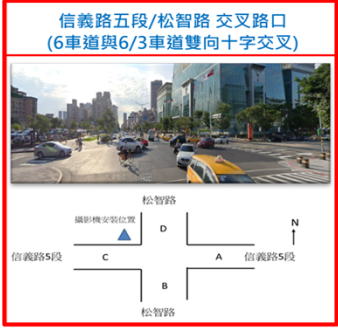 信義路五段/松智路 交叉路口
(6車道與6/3車道雙向十字交叉)
松智路
攝影機安裝位置
N
D
信義路5段
C
A
信義路5段
B
松智路